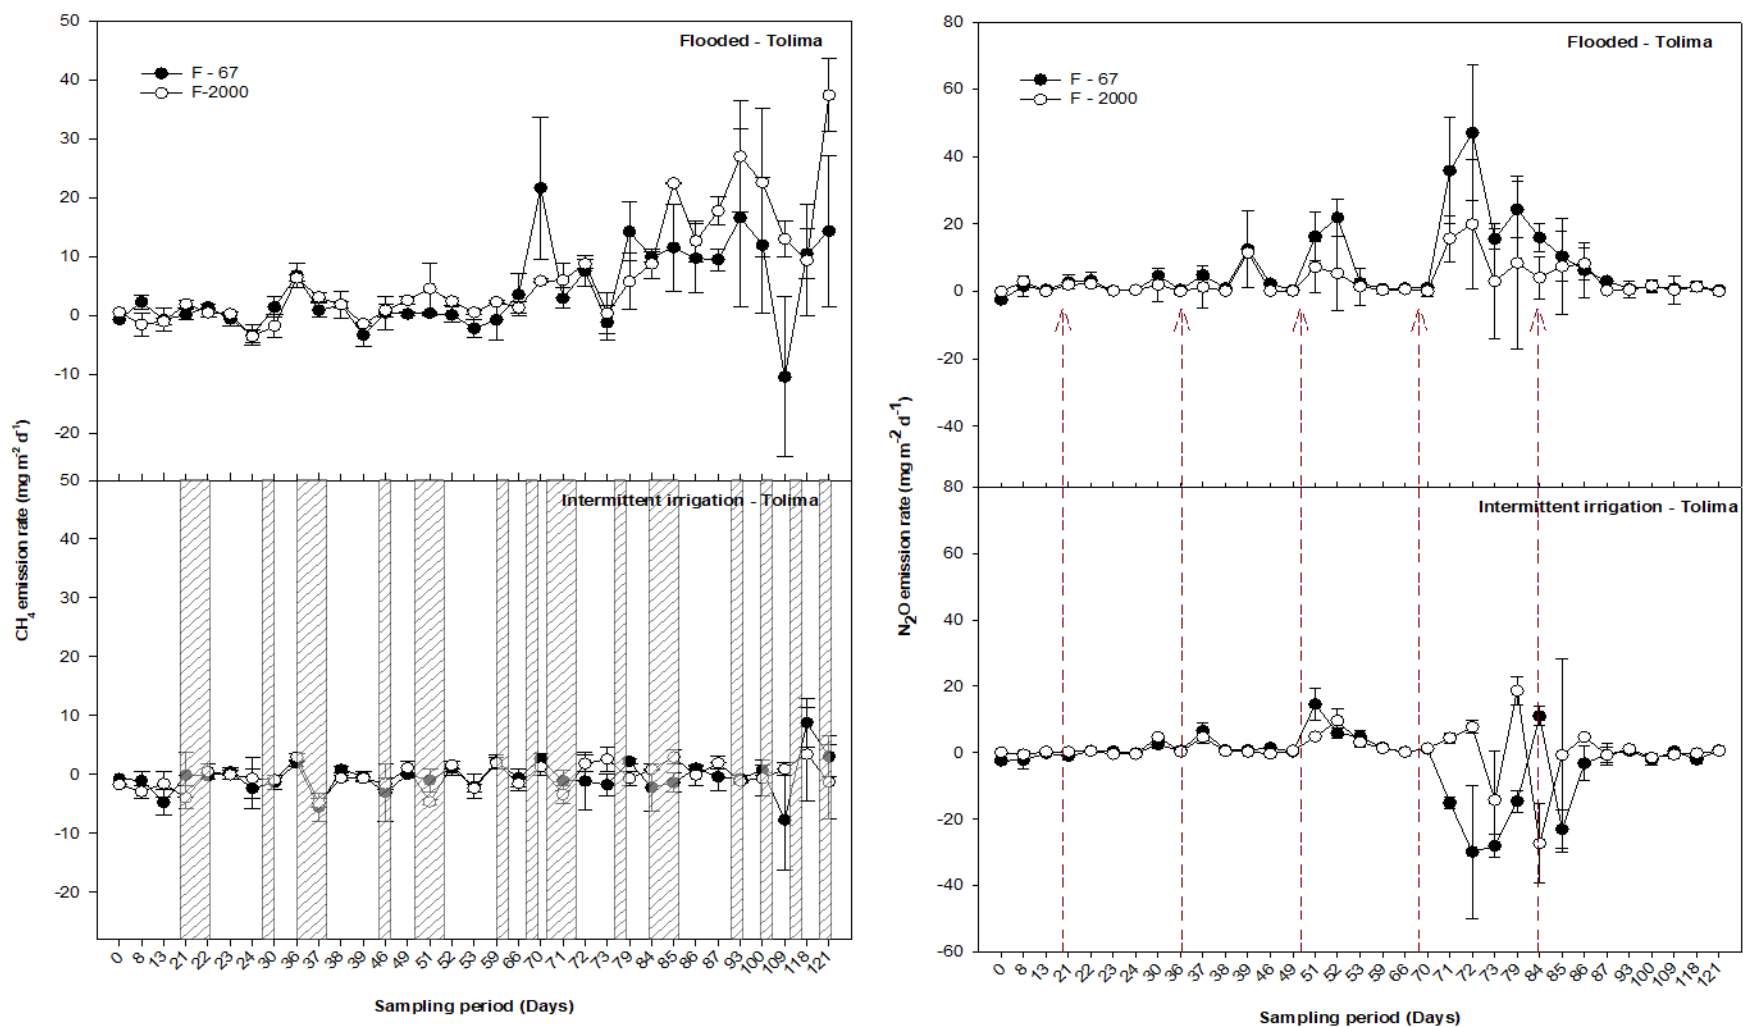 50
Flooded - Tolima
40
F - 67
F-2000
30
20
10
0
-10
-20
50
Intermittent irrigation - Tolima
40
30
20
10
0
-10
-20
CH4 emission rate (mg m-2 d-1)
0 8 13 21 22 23 24 30 36 37 38 39 46 49 51 52 53 59 66 70 71 72 73 79 84 85 86 87 93 100 109 118 121
Sampling period (Days)
80
Flooded - Tolima
60
F - 67
F - 2000
40
20
0
-20
-40
80
Intermittent irrigation - Tolima
60
40
20
0
-20
-40
-60
N2O emission rate (mg m-2 d-1)
0 8 13 21 22 23 24 30 36 37 38 39 46 49 51 52 53 59 66 70 71 72 73 79 84 85 86 87 93 100 109 118 121
Sampling period (Days)